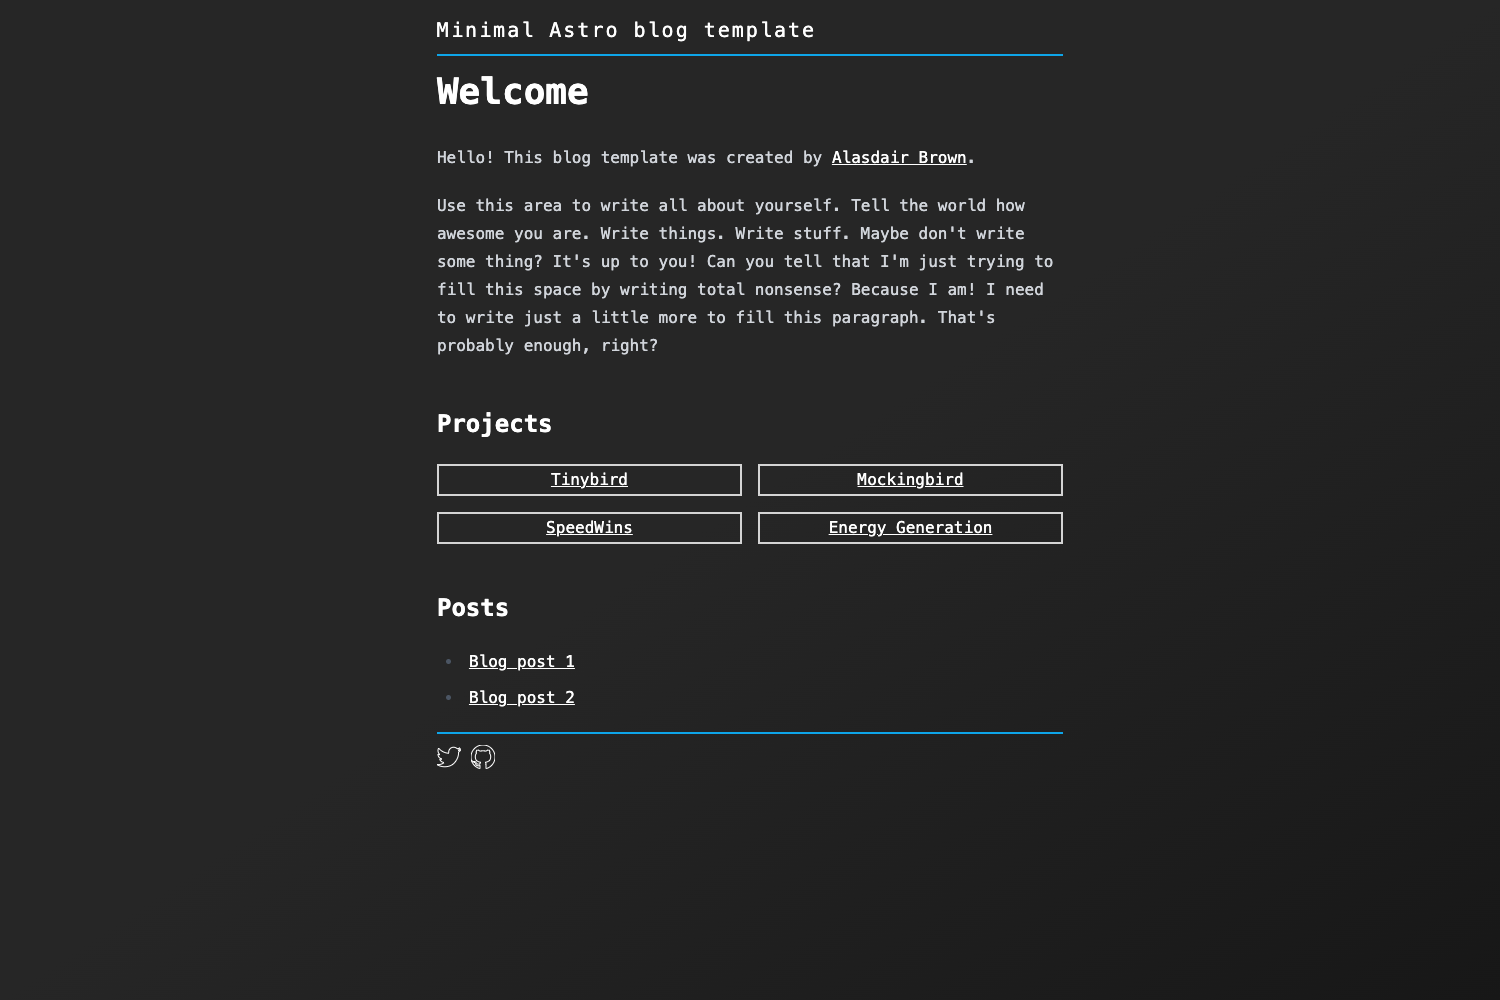 Minimal Astro blog template
Welcome
Hello! This blog template was created by Alasdair Brown.
Use this area to write all about yourself. Tell the world how
awesome you are. Write things. Write stuff. Maybe don't write
some thing? It's up to you! Can you tell that I'm just trying to
fill this space by writing total nonsense? Because I am! I need
to write just a little more to fill this paragraph. That's
probably enough, right?
Projects
Tinybird
Mockingbird
SpeedWins
Energy Generation
Posts
Blog post 1
Blog post 2